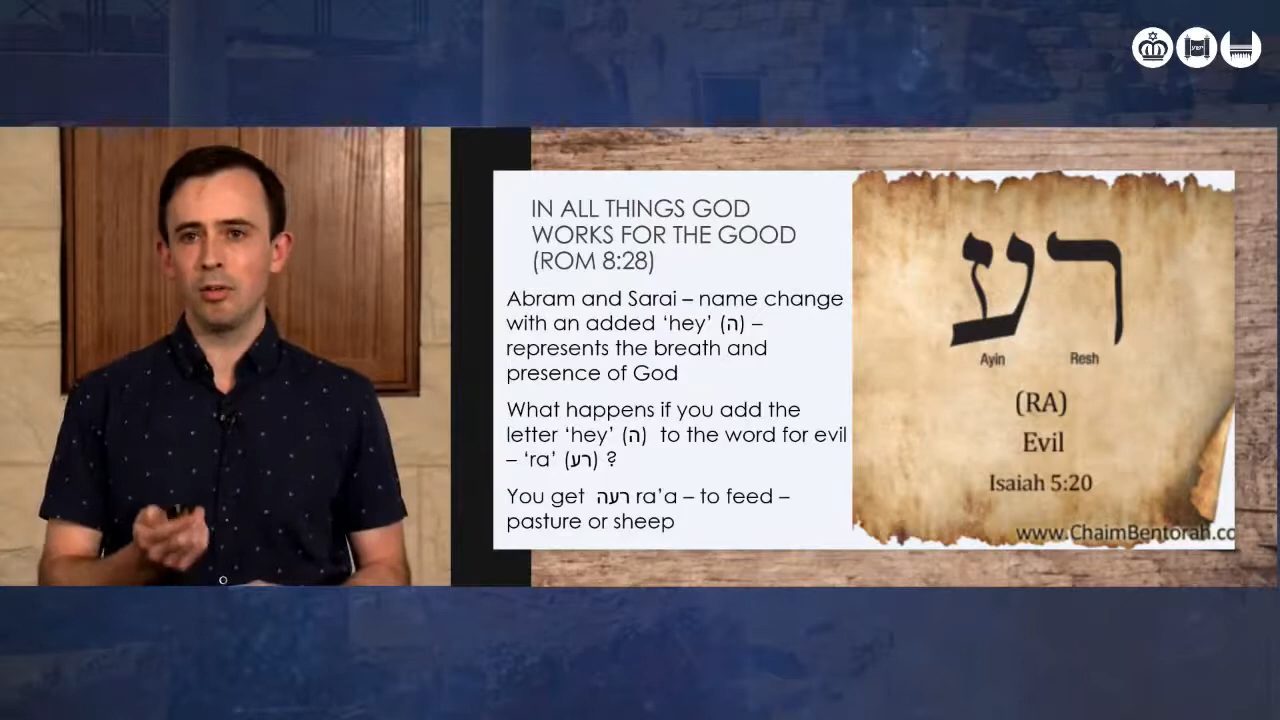 IN ALL THINGS GOD
WORKS FOR THE GOOD
(ROM 8:28)
Abram and Sarai – name change
with an added ‘hey’ (ה) –
represents the breath and
presence of God
What happens if you add the
letter ‘hey’ (ה) to the word for evil
– ‘ra’ (רע) ?
You get רעה ra’a – to feed –
pasture or sheep
רע
Ayin Resh
(RA)
Evil
Isaiah 5:20
www.ChaimBentorah.co